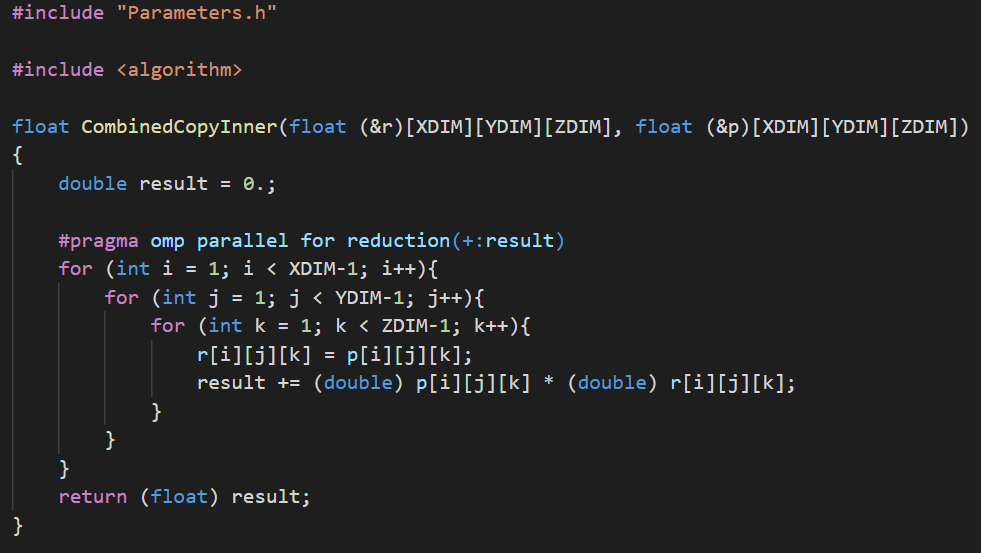 #include "Parameters.h"
#include <algorithm>
float CombinedCopyInner(float (&r)[XDIM][YDIM][ZDIM], float (&p)[XDIM][YDIM][ZDIM])
{
    double result = 0.;
    #pragma omp parallel for reduction(+:result)
    for (int i = 1; i < XDIM-1; i++){
        for (int j = 1; j < YDIM-1; j++){
            for (int k = 1; k < ZDIM-1; k++){
                r[i][j][k] = p[i][j][k];
                result += (double) p[i][j][k] * (double) r[i][j][k];
            }
        }
    }
    return (float) result;
}